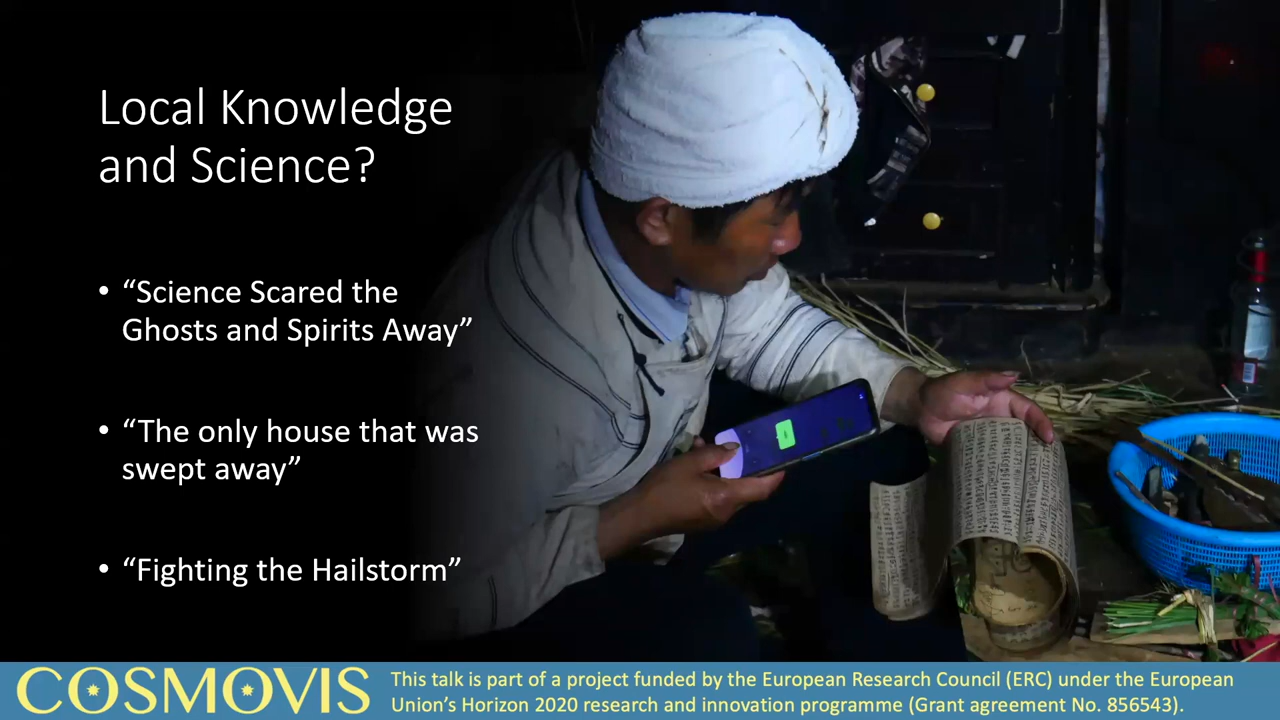 Local Knowledge
and Science?
• “Science Scared the
Ghosts and Spirits Away”
• “The only house that was
swept away”
• “Fighting the Hailstorm”
COSMOVIS
This talk is part of a project funded by the European Research Council (ERC) under the European
Union’s Horizon 2020 research and innovation programme (Grant agreement No. 856543).